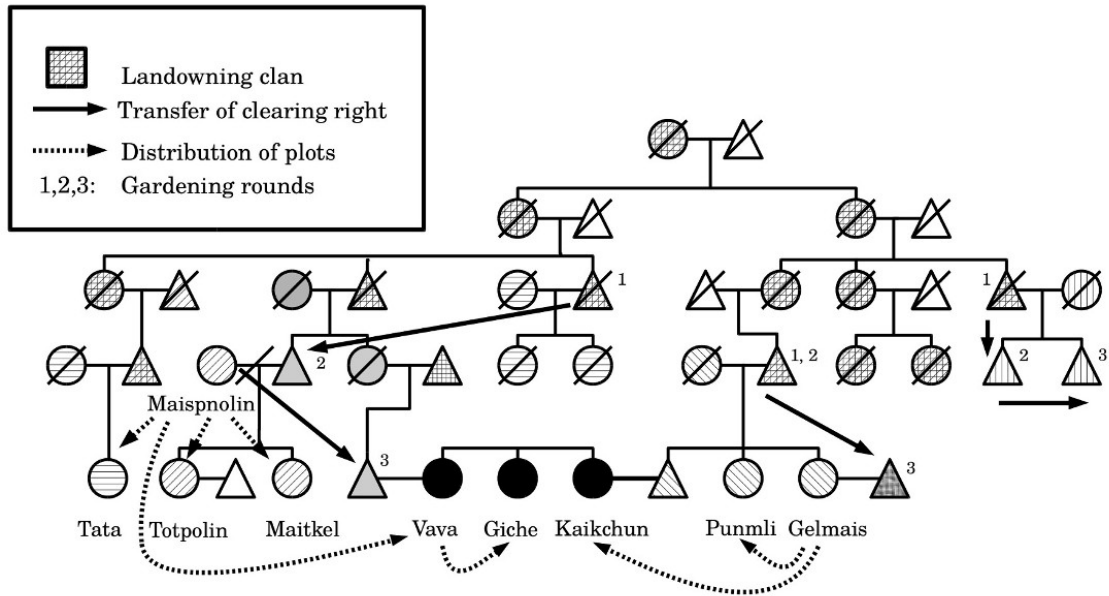 Landowning clan
Transfer of clearing right
Distribution of plots
1,2,3: Gardening rounds
1
1
2
1, 2
2
3
Maispnolin
3
3
Tata Totpolin Maitkel Vava Giche Kaikchun Punmli Gelmais